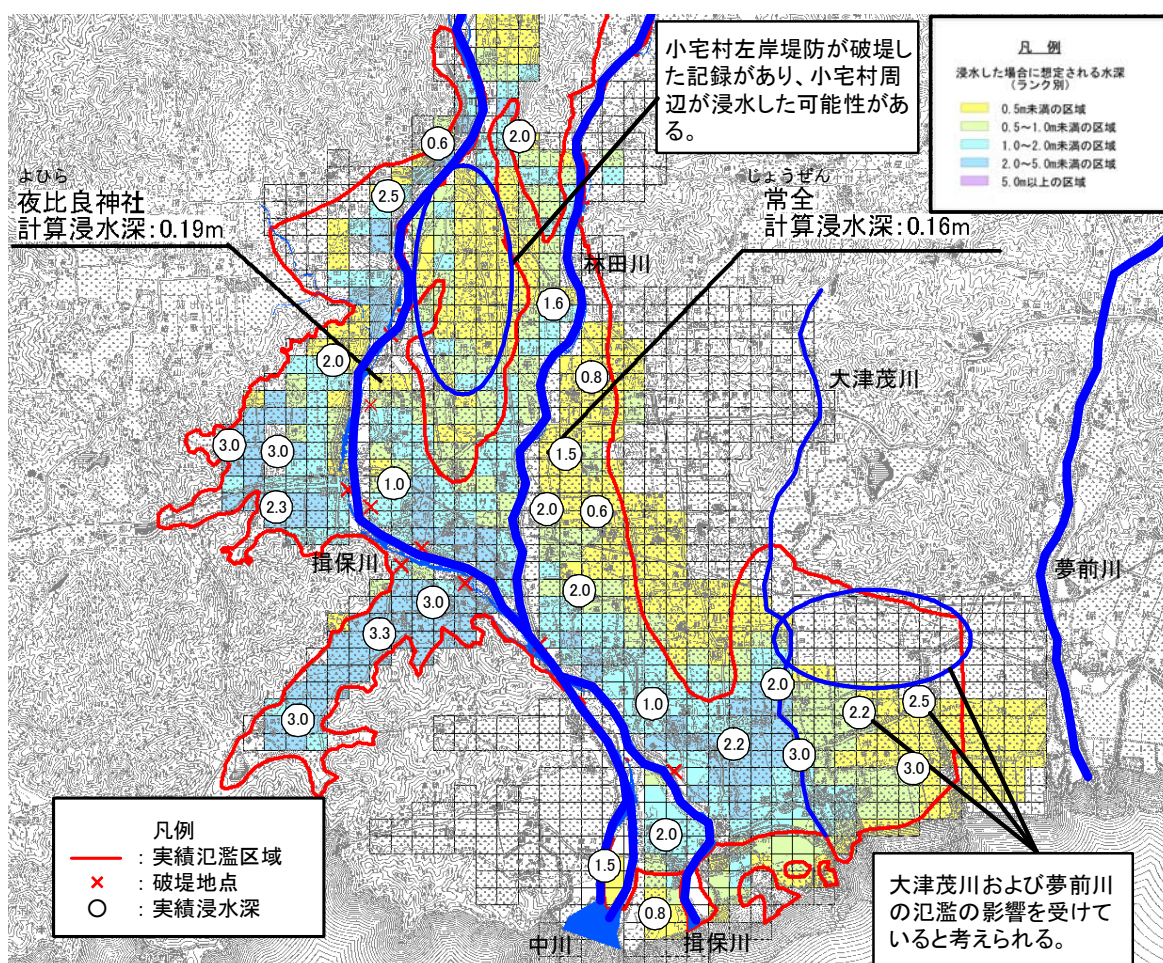 小宅村左岸堤防が破堤し
た記録があり、小宅村周
辺が浸水した可能性があ
る。
凡 例
浸水した場合に想定される水深
(ランク別)
0.5m未満の区域
0.5～1.0m未満の区域
1.0～2.0m未満の区域
2.0～5.0m未満の区域
5.0m以上の区域
よひら
夜比良神社
計算浸水深:0.19m
じょうぜん
常全
計算浸水深:0.16m
0.6
2.0
2.5
林田川
1.6
2.0
0.8
大津茂川
3.0
3.0
1.5
1.0
2.3
2.0
0.6
揖保川
夢前川
3.0
2.0
3.3
2.0
3.0
1.0
2.2
2.5
2.2
3.0
3.0
2.0
1.5
0.8
中川
揖保川
凡例
：実績氾濫区域
：破堤地点
：実績浸水深
大津茂川および夢前川
の氾濫の影響を受けて
いると考えられる。